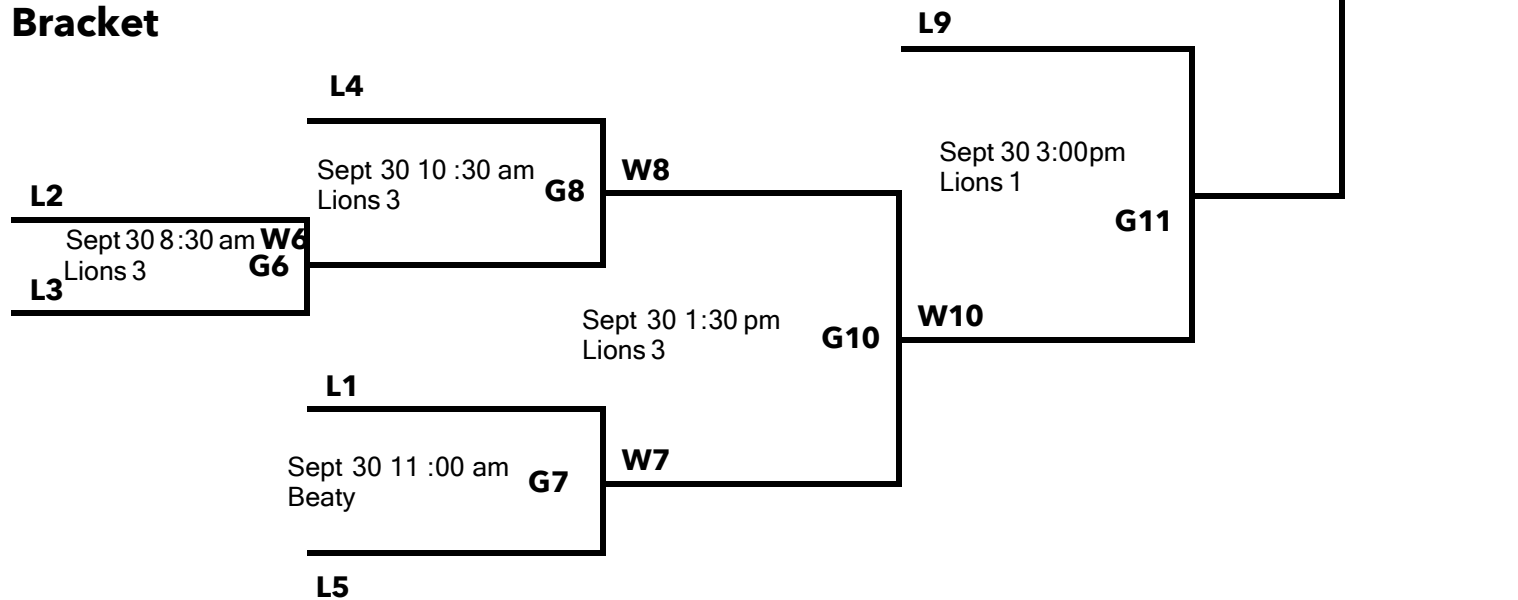 Bracket
L9
L4
Sept 30 3:00pm
Lions 1
Sept 30 10 :30 am
Lions 3
G8
W8
L2
G11
Sept 30 8:30 am W6
Lions 3
G6
L3
Sept 30 1:30 pm
Lions 3
G10
W10
L1
Sept 30 11 :00 am
Beaty
G7
W7
L5